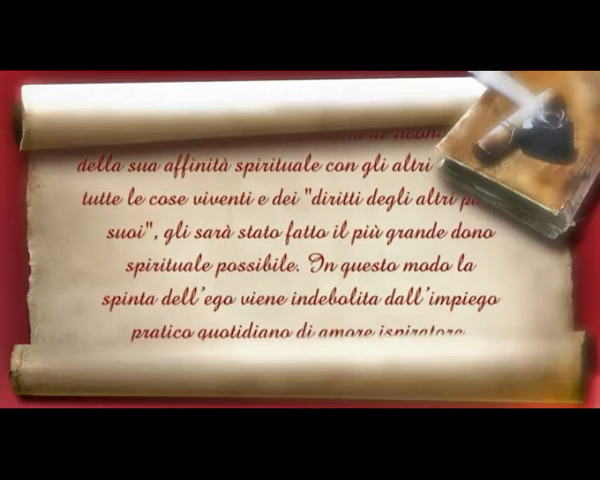 della sua affinità spirituale con gli altri
tutte le cose viventi e dei "diritti degli altri
suoi", gli sarà stato fatto il più grande dono
spirituale possibile. In questo modo la
spinta dell'ego viene indebolita dall'impiego
pratico quotidiano di amore ispiratore